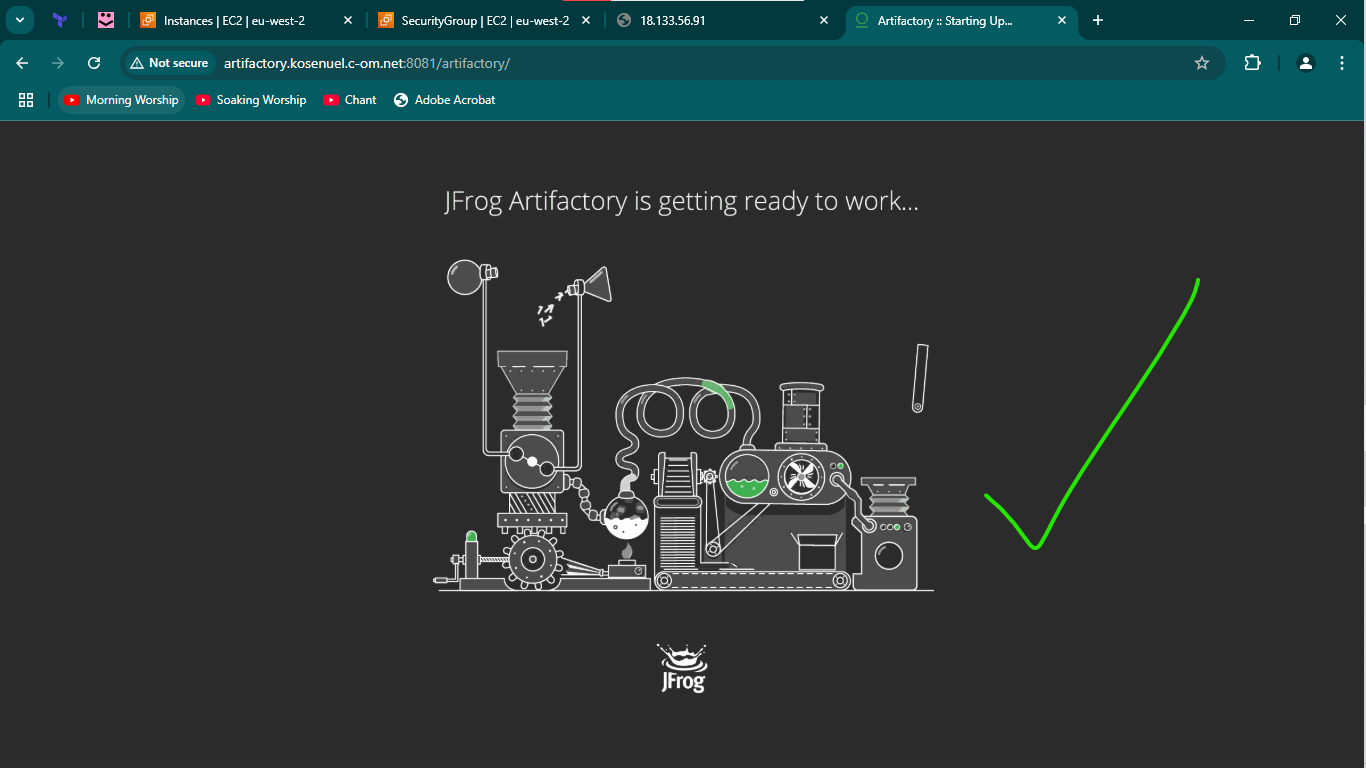 Instances | EC2 | eu-west-2
SecurityGroup | EC2 | eu-west-2
18.133.56.91
Artifactory :: Starting Up...
Not secure
artifactory.kosenuel.c-om.net:8081/artifactory/
Morning Worship
Soaking Worship
Chant
Adobe Acrobat
JFrog Artifactory is getting ready to work...
JFrog